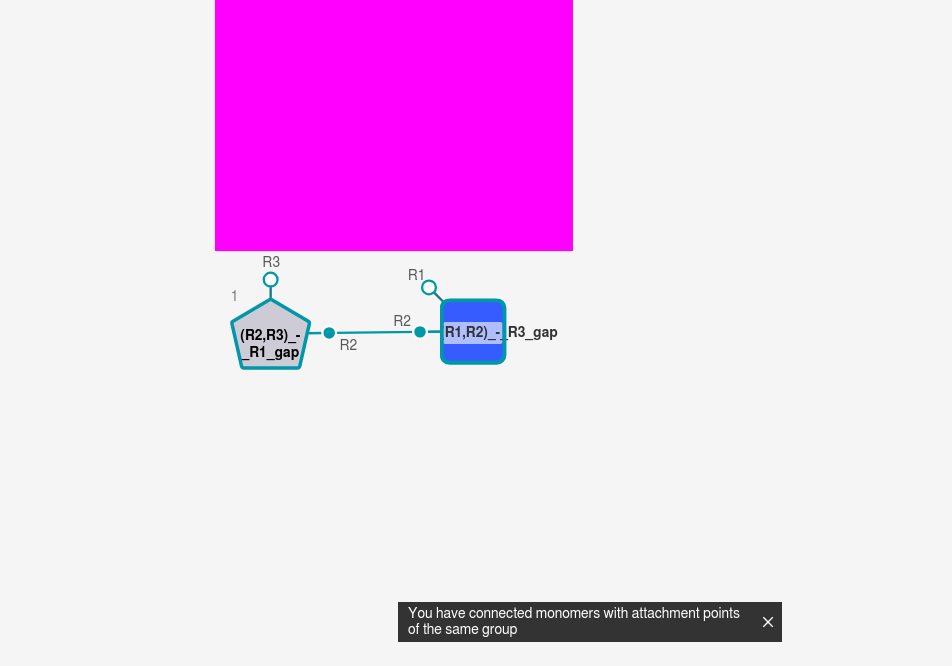 R3
R1
1
R2
(R2,R3)_-
_R1_gap
R1,R2)_-_R3_gap
R2
You have connected monomers with attachment points
of the same group